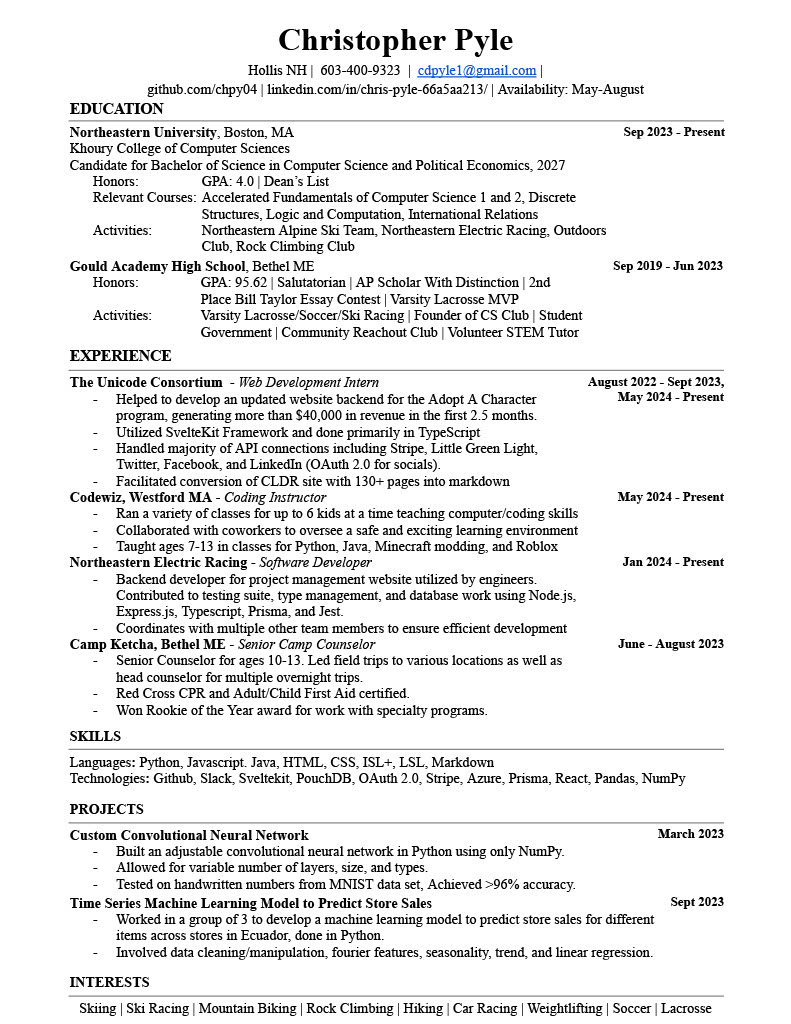 Christopher Pyle
Hollis NH | 603-400-9323 | cdpyle1@gmail.com |
github.com/chpy04 | linkedin.com/in/chris-pyle-66a5aa213/ | Availability: May-August
EDUCATION
Northeastern University, Boston, MA Sep 2023 - Present
Khoury College of Computer Sciences
Candidate for Bachelor of Science in Computer Science and Political Economics, 2027
Honors: GPA: 4.0 | Dean’s List
Relevant Courses: Accelerated Fundamentals of Computer Science 1 and 2, Discrete
Structures, Logic and Computation, International Relations
Activities: Northeastern Alpine Ski Team, Northeastern Electric Racing, Outdoors
Club, Rock Climbing Club
Gould Academy High School, Bethel ME Sep 2019 - Jun 2023
Honors: GPA: 95.62 | Salutatorian | AP Scholar With Distinction | 2nd
Place Bill Taylor Essay Contest | Varsity Lacrosse MVP
Activities: Varsity Lacrosse/Soccer/Ski Racing | Founder of CS Club | Student
Government | Community Reachout Club | Volunteer STEM Tutor
EXPERIENCE
The Unicode Consortium - Web Development Intern August 2022 - Sept 2023,
May 2024 - Present
- Helped to develop an updated website backend for the Adopt A Character
program, generating more than $40,000 in revenue in the first 2.5 months.
- Utilized SvelteKit Framework and done primarily in TypeScript
- Handled majority of API connections including Stripe, Little Green Light,
Twitter, Facebook, and LinkedIn (OAuth 2.0 for socials).
- Facilitated conversion of CLDR site with 130+ pages into markdown
Codewiz, Westford MA - Coding Instructor May 2024 - Present
- Ran a variety of classes for up to 6 kids at a time teaching computer/coding skills
- Collaborated with coworkers to oversee a safe and exciting learning environment
- Taught ages 7-13 in classes for Python, Java, Minecraft modding, and Roblox
Northeastern Electric Racing - Software Developer Jan 2024 - Present
- Backend developer for project management website utilized by engineers.
Contributed to testing suite, type management, and database work using Node.js,
Express.js, Typescript, Prisma, and Jest.
- Coordinates with multiple other team members to ensure efficient development
Camp Ketcha, Bethel ME - Senior Camp Counselor June - August 2023
- Senior Counselor for ages 10-13. Led field trips to various locations as well as
head counselor for multiple overnight trips.
- Red Cross CPR and Adult/Child First Aid certified.
- Won Rookie of the Year award for work with specialty programs.
SKILLS
Languages: Python, Javascript. Java, HTML, CSS, ISL+, LSL, Markdown
Technologies: Github, Slack, Sveltekit, PouchDB, OAuth 2.0, Stripe, Azure, Prisma, React, Pandas, NumPy
PROJECTS
Custom Convolutional Neural Network March 2023
- Built an adjustable convolutional neural network in Python using only NumPy.
- Allowed for variable number of layers, size, and types.
- Tested on handwritten numbers from MNIST data set, Achieved >96% accuracy.
Time Series Machine Learning Model to Predict Store Sales Sept 2023
- Worked in a group of 3 to develop a machine learning model to predict store sales for different
items across stores in Ecuador, done in Python.
- Involved data cleaning/manipulation, fourier features, seasonality, trend, and linear regression.
INTERESTS
Skiing | Ski Racing | Mountain Biking | Rock Climbing | Hiking | Car Racing | Weightlifting | Soccer | Lacrosse